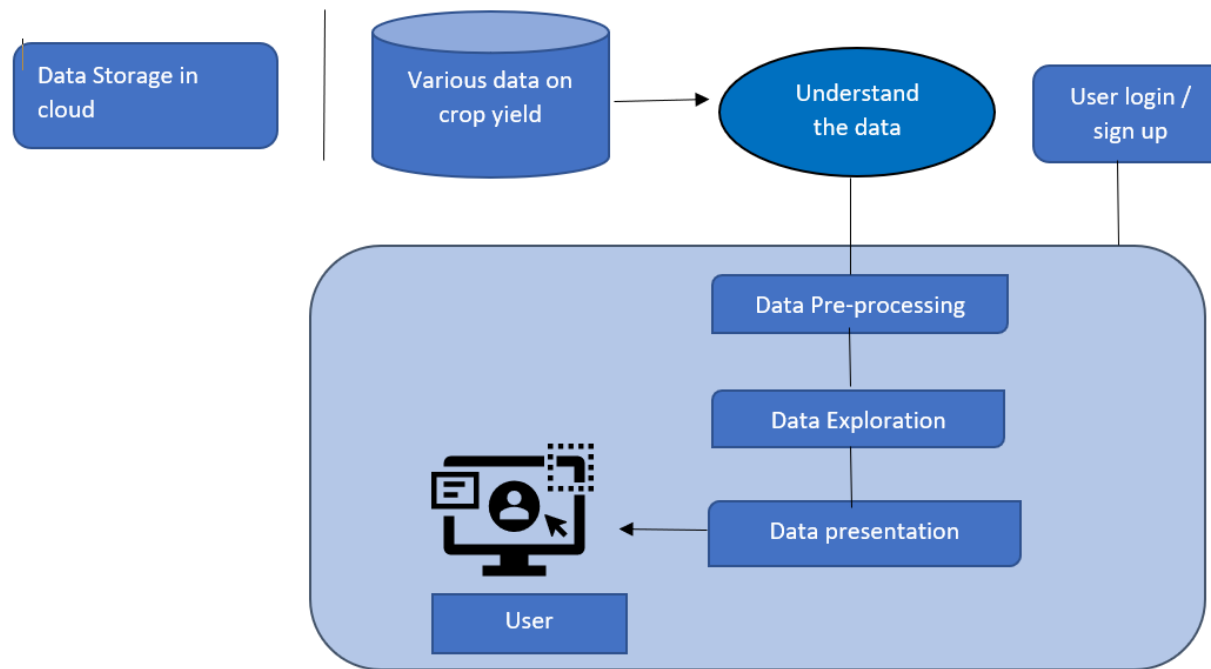 Data Storage in
cloud
Various data on
crop yield
Understand
the data
User login /
sign up
Data Pre-processing
Data Exploration
Data presentation
User